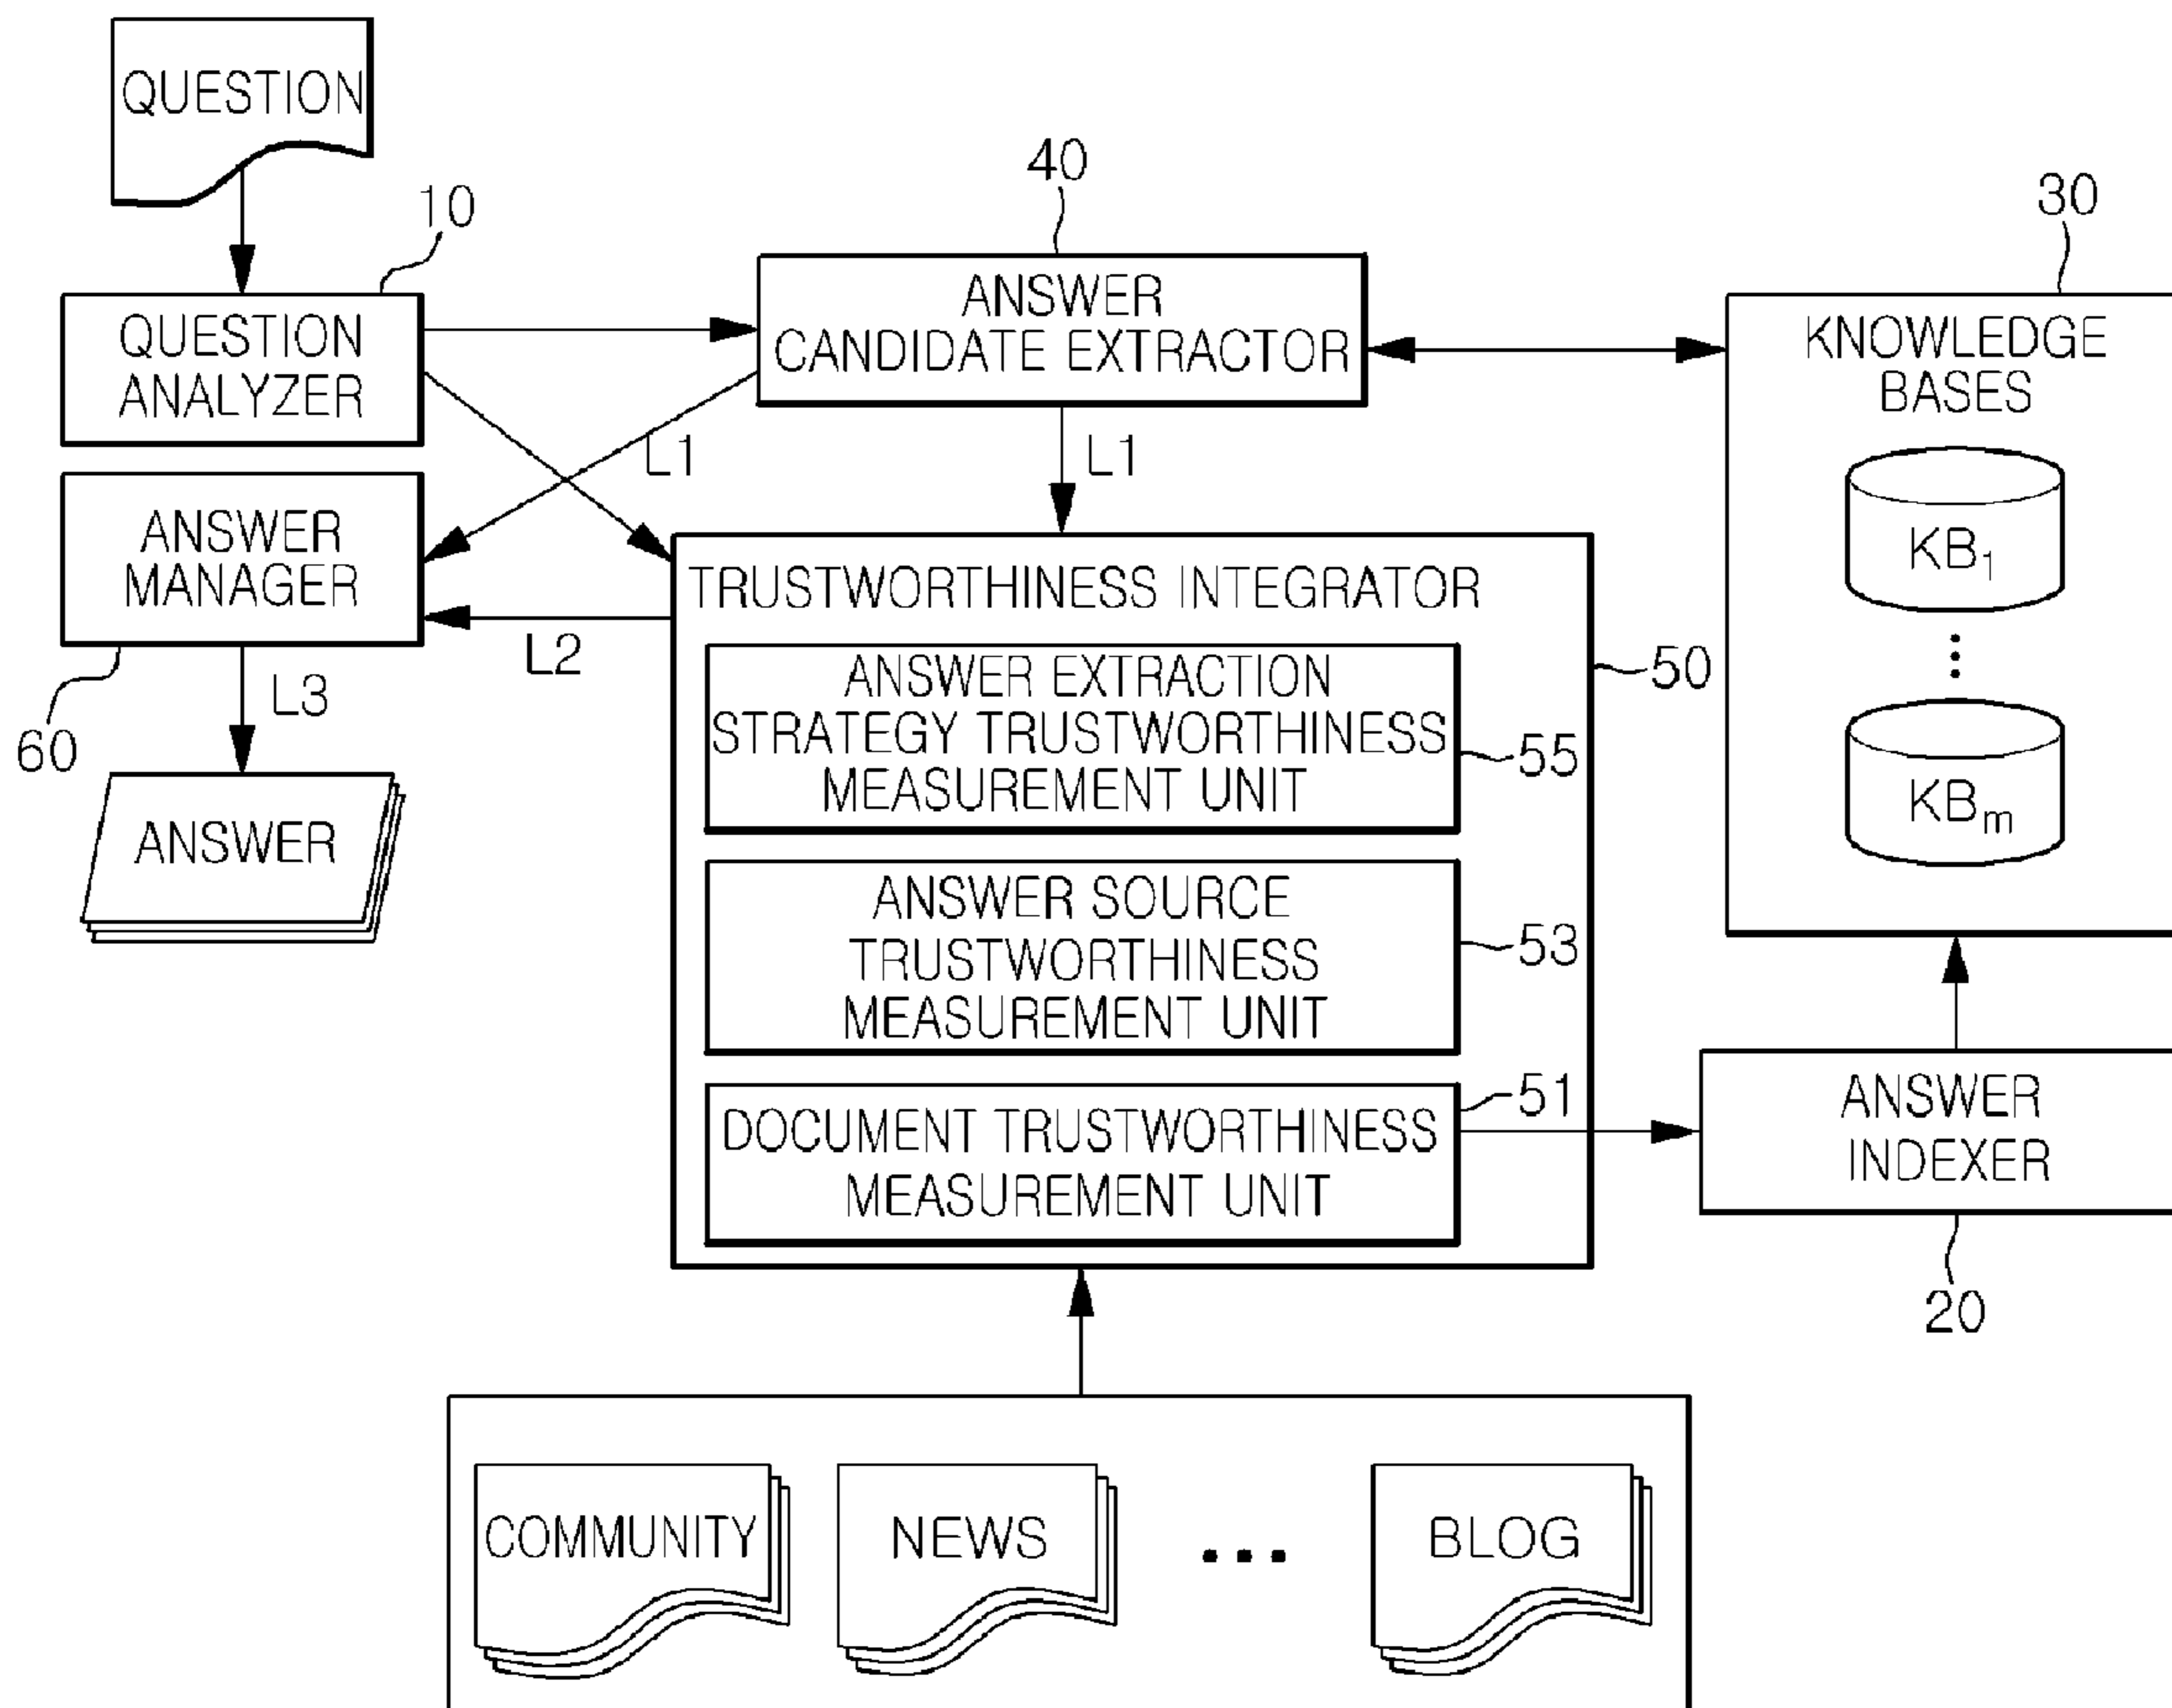 QUESTION
10
QUESTION
ANALYZER
40
ANSWER
CANDIDATE EXTRACTOR
30
KNOWLEDGE
BASES
KB1
KBm
L1
L1
ANSWER
MANAGER
60
L2
L3
ANSWER
TRUSTWORTHINESS INTEGRATOR
50
ANSWER EXTRACTION
STRATEGY TRUSTWORTHINESS
MEASUREMENT UNIT
55
ANSWER SOURCE
TRUSTWORTHINESS
MEASUREMENT UNIT
53
DOCUMENT TRUSTWORTHINESS
MEASUREMENT UNIT
51
ANSWER
INDEXER
20
COMMUNITY
NEWS
BLOG